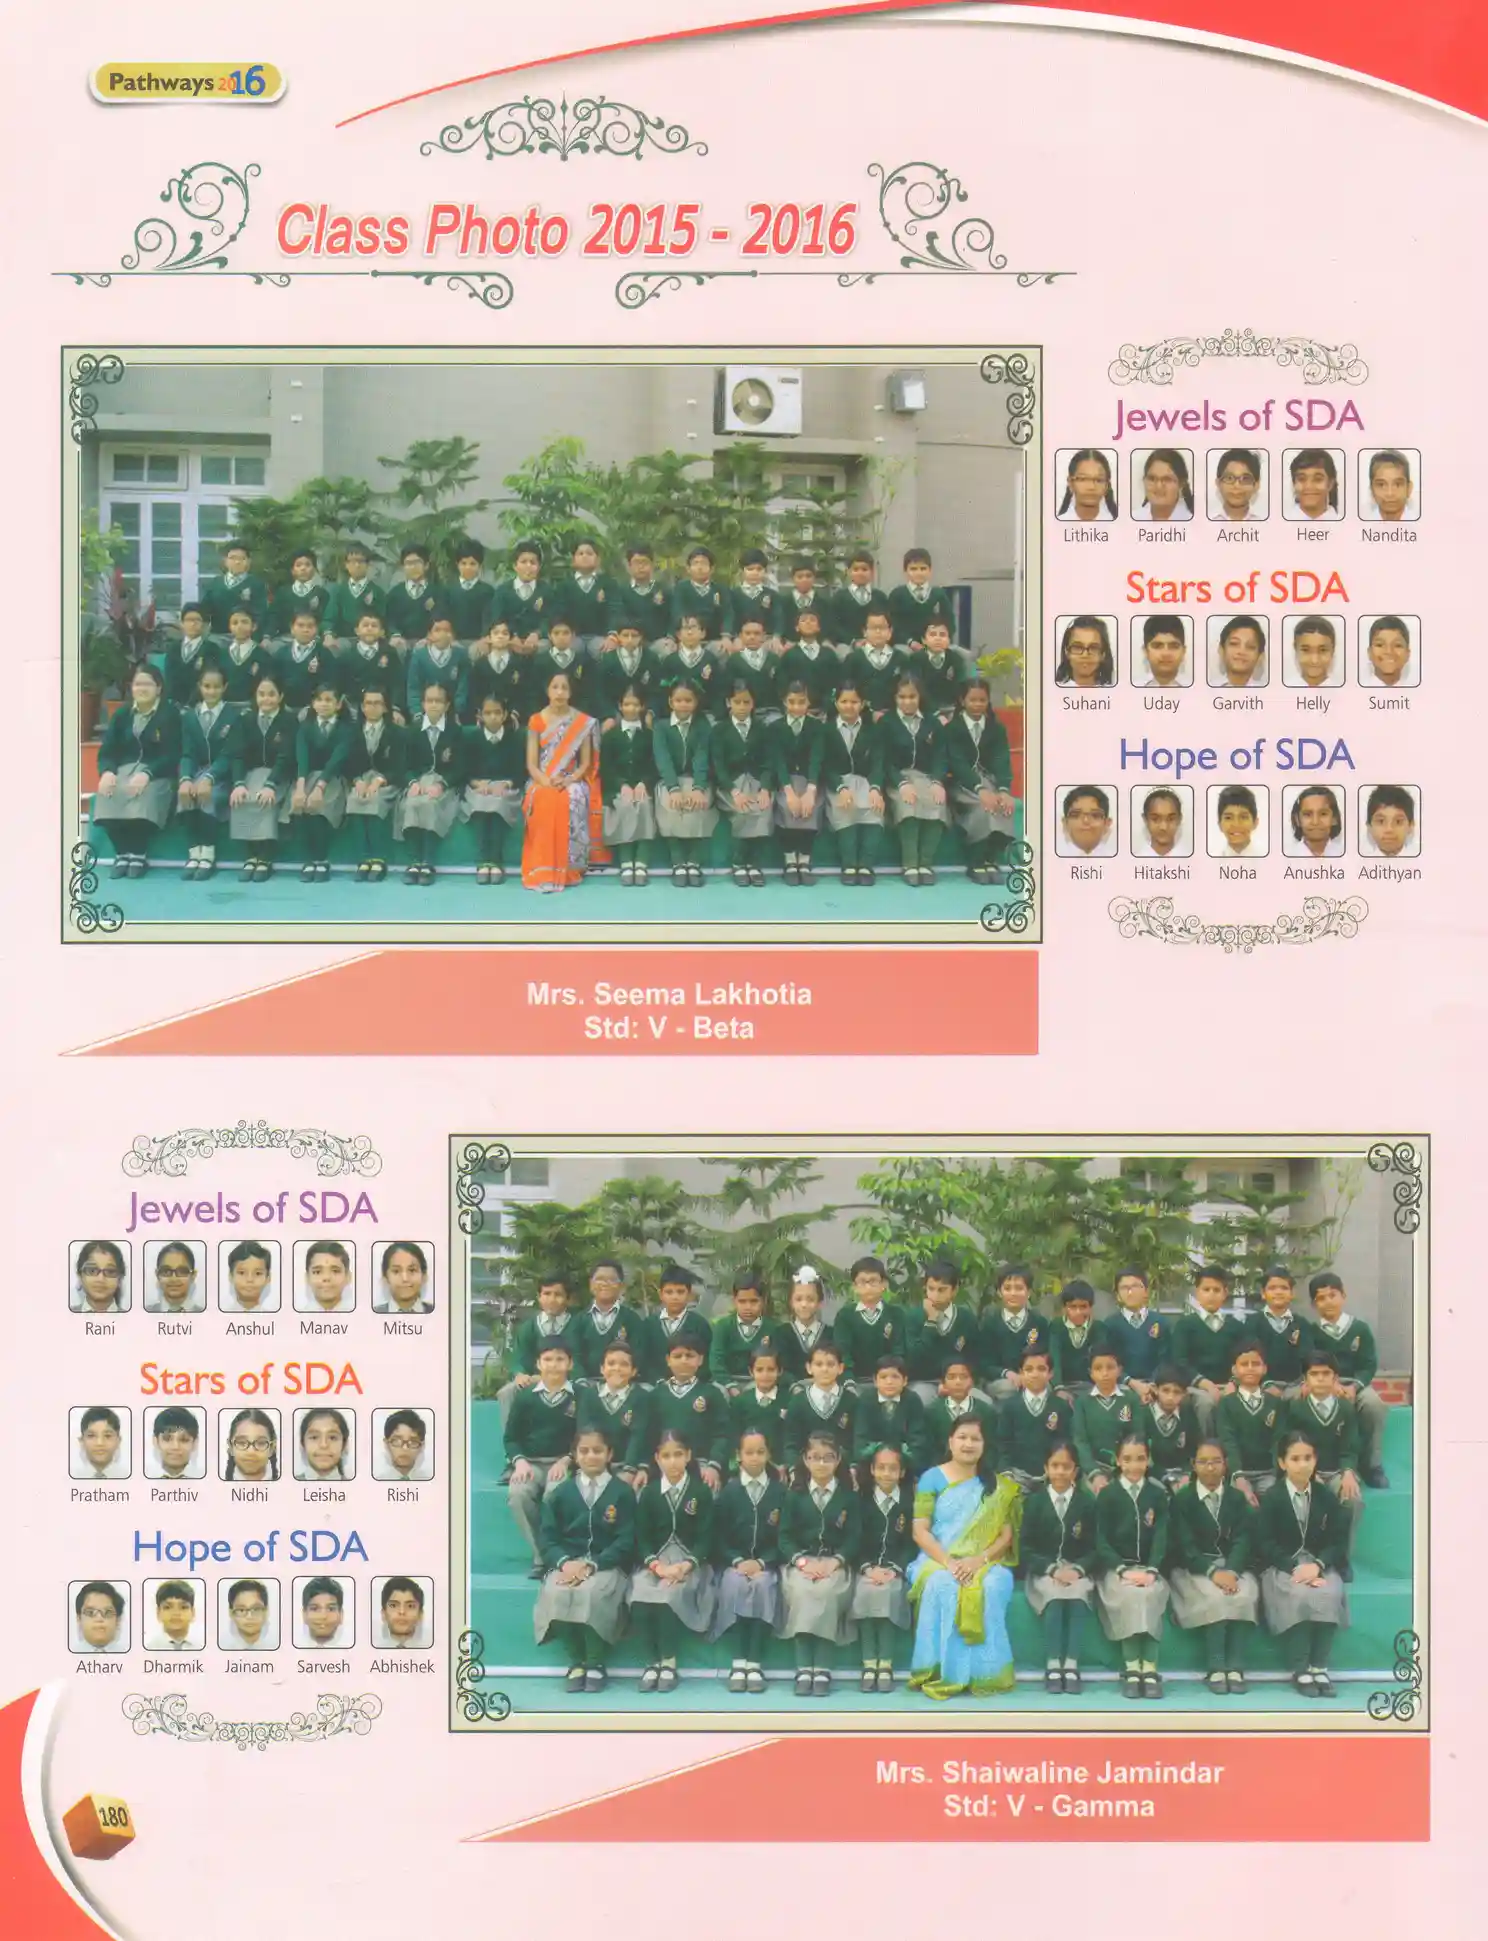 Pathways 2016
Class Photo 2015 - 2016
Jewels of SDA
Lithika Paridhi Archit Heer Nandita
Stars of SDA
Suhani Uday Garvith Helly Sumit
Hope of SDA
Rishi Hitakshi Noha Anushka Adithyan
Mrs. Seema Lakhotia
Std: V - Beta
Jewels of SDA
Rani Rutvi Anshul Manav Mitsu
Stars of SDA
Pratham Parthiv Nidhi Leisha Rishi
Hope of SDA
Atharv Dharmik Jainam Sarvesh Abhishek
Mrs. Shaiwaline Jamindar
Std: V - Gamma
180